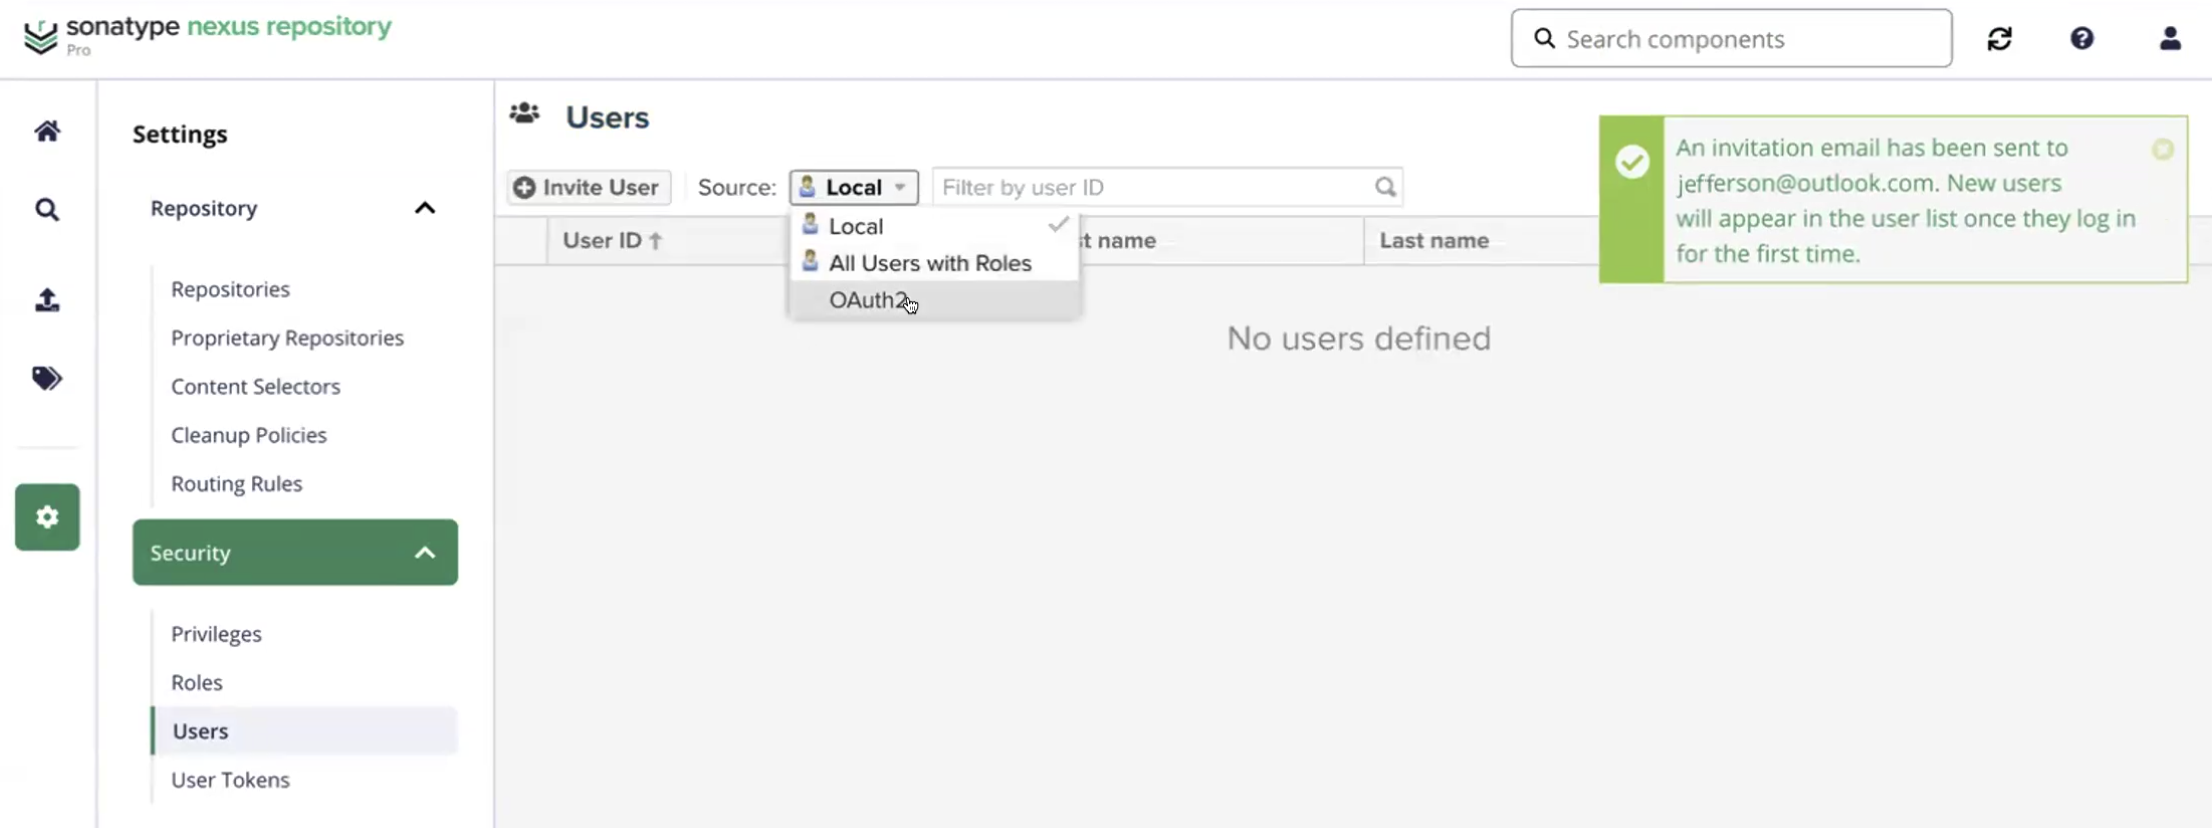 sonatype nexus repository
Pro
Search components
Settings
Repository
Repositories
Proprietary Repositories
Content Selectors
Cleanup Policies
Routing Rules
Security
Privileges
Roles
Users
User Tokens
Users
Invite User
Source:
Local
Filter by user ID
User ID
t name
Last name
Local
All Users with Roles
OAuth2
No users defined
An invitation email has been sent to
jefferson@outlook.com. New users
will appear in the user list once they log in
for the first time.